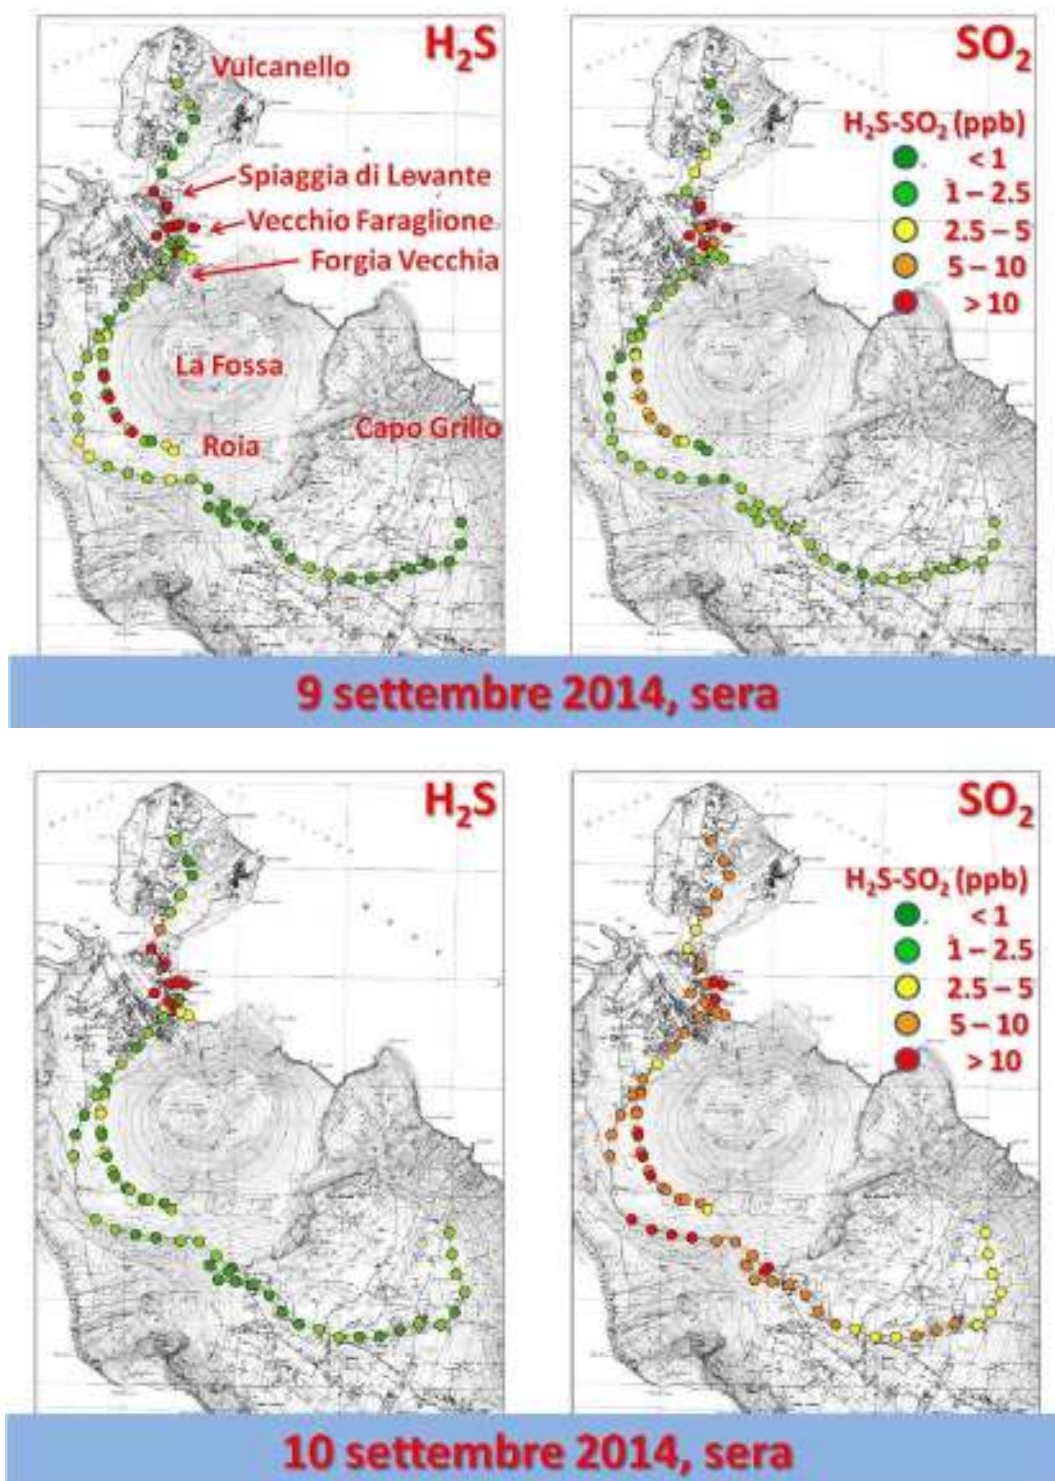 H₂S
Vulcanello
Spiaggia di Levante
Vecchio Faraglione
Forgia Vecchia
La Fossa
Capo Grillo
Roia
SO₂
H₂S-SO₂ (ppb)
< 1
1 – 2.5
2.5 – 5
5 – 10
> 10
9 settembre 2014, sera
H₂S
SO₂
H₂S-SO₂ (ppb)
< 1
1 – 2.5
2.5 – 5
5 – 10
> 10
10 settembre 2014, sera